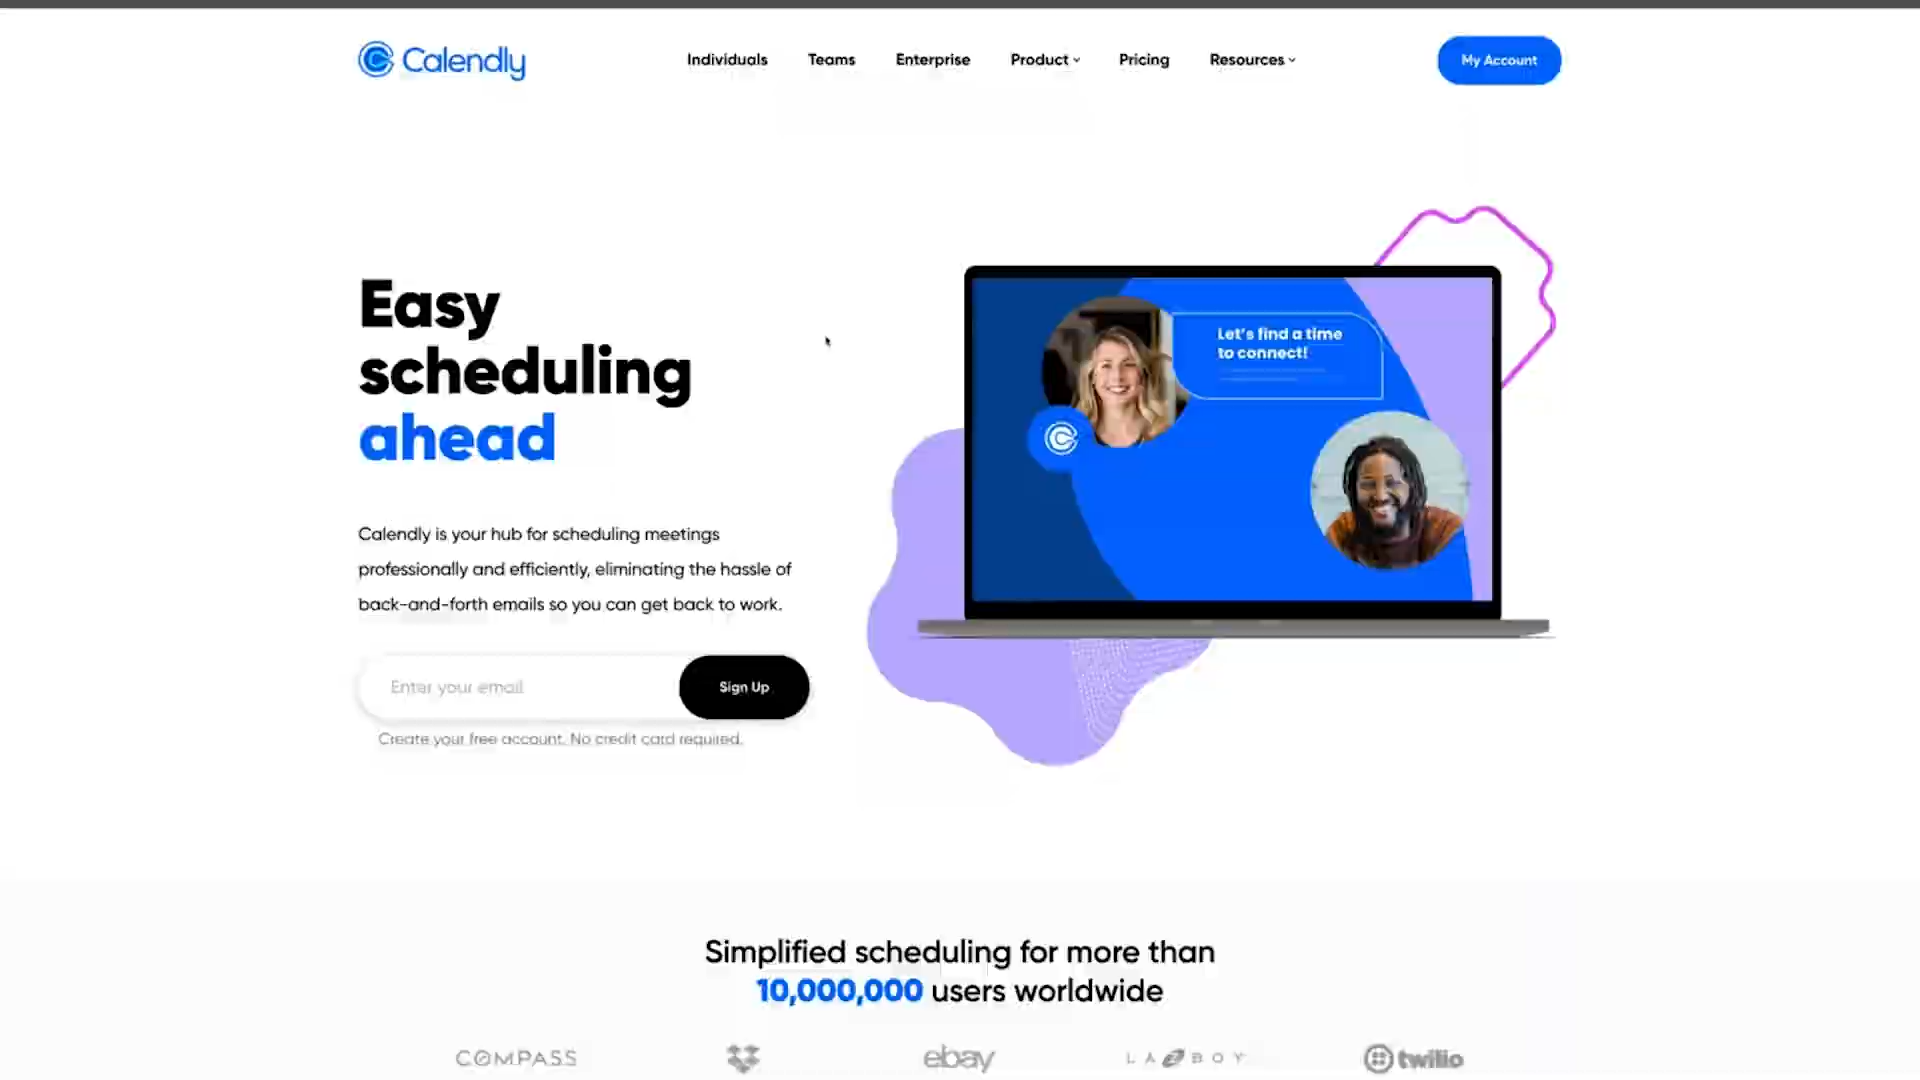 Calendly
Individuals
Teams
Enterprise
Product
Pricing
Resources
My Account
Easy
scheduling
ahead
Calendly is your hub for scheduling meetings
professionally and efficiently, eliminating the hassle of
back-and-forth emails so you can get back to work.
Enter your email
Sign Up
Create your free account. No credit card required.
Let's find a time
to connect!
Simplified scheduling for more than
10,000,000 users worldwide
COMPASS
ebay
LA Z BOY
twilio